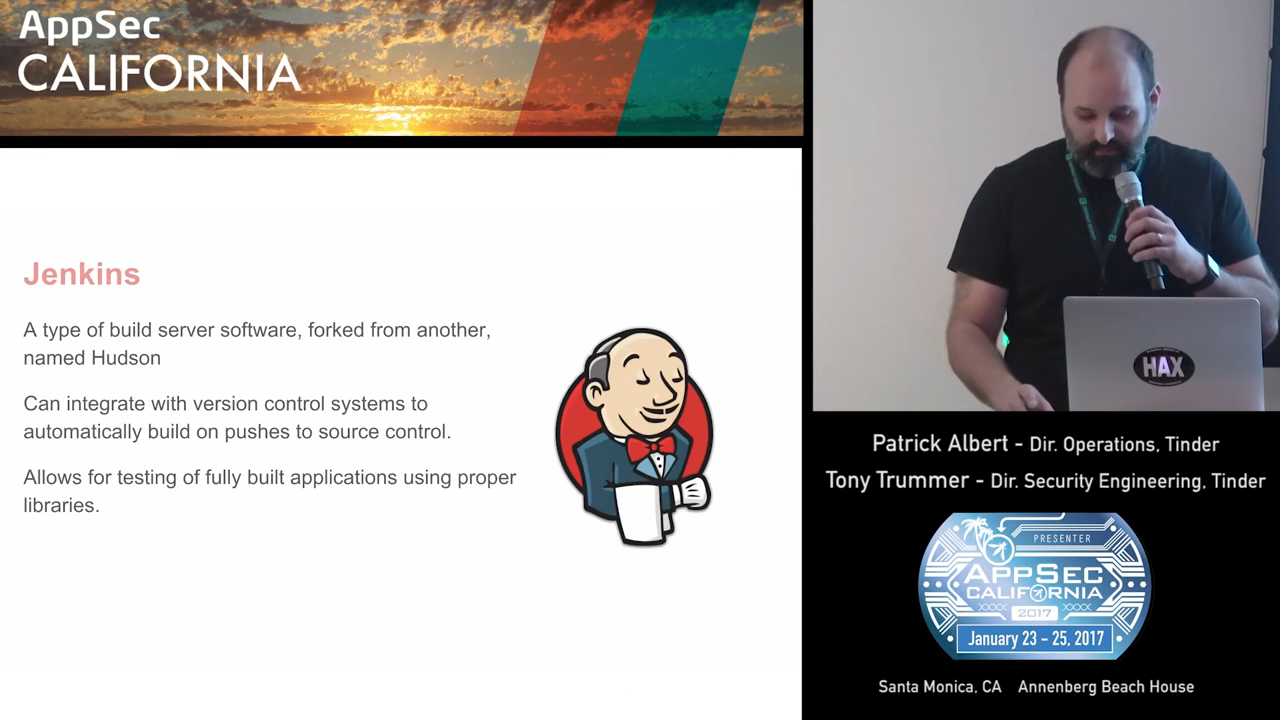 AppSec
CALIFORNIA
Jenkins
A type of build server software, forked from another,
named Hudson
Can integrate with version control systems to
automatically build on pushes to source control.
Allows for testing of fully built applications using proper
libraries.
HAX
Patrick Albert - Dir. Operations, Tinder
Tony Trummer - Dir. Security Engineering, Tinder
PRESENTER
APPSEC
CALIFORNIA
2017
January 23 - 25, 2017
Santa Monica, CA Annenberg Beach House